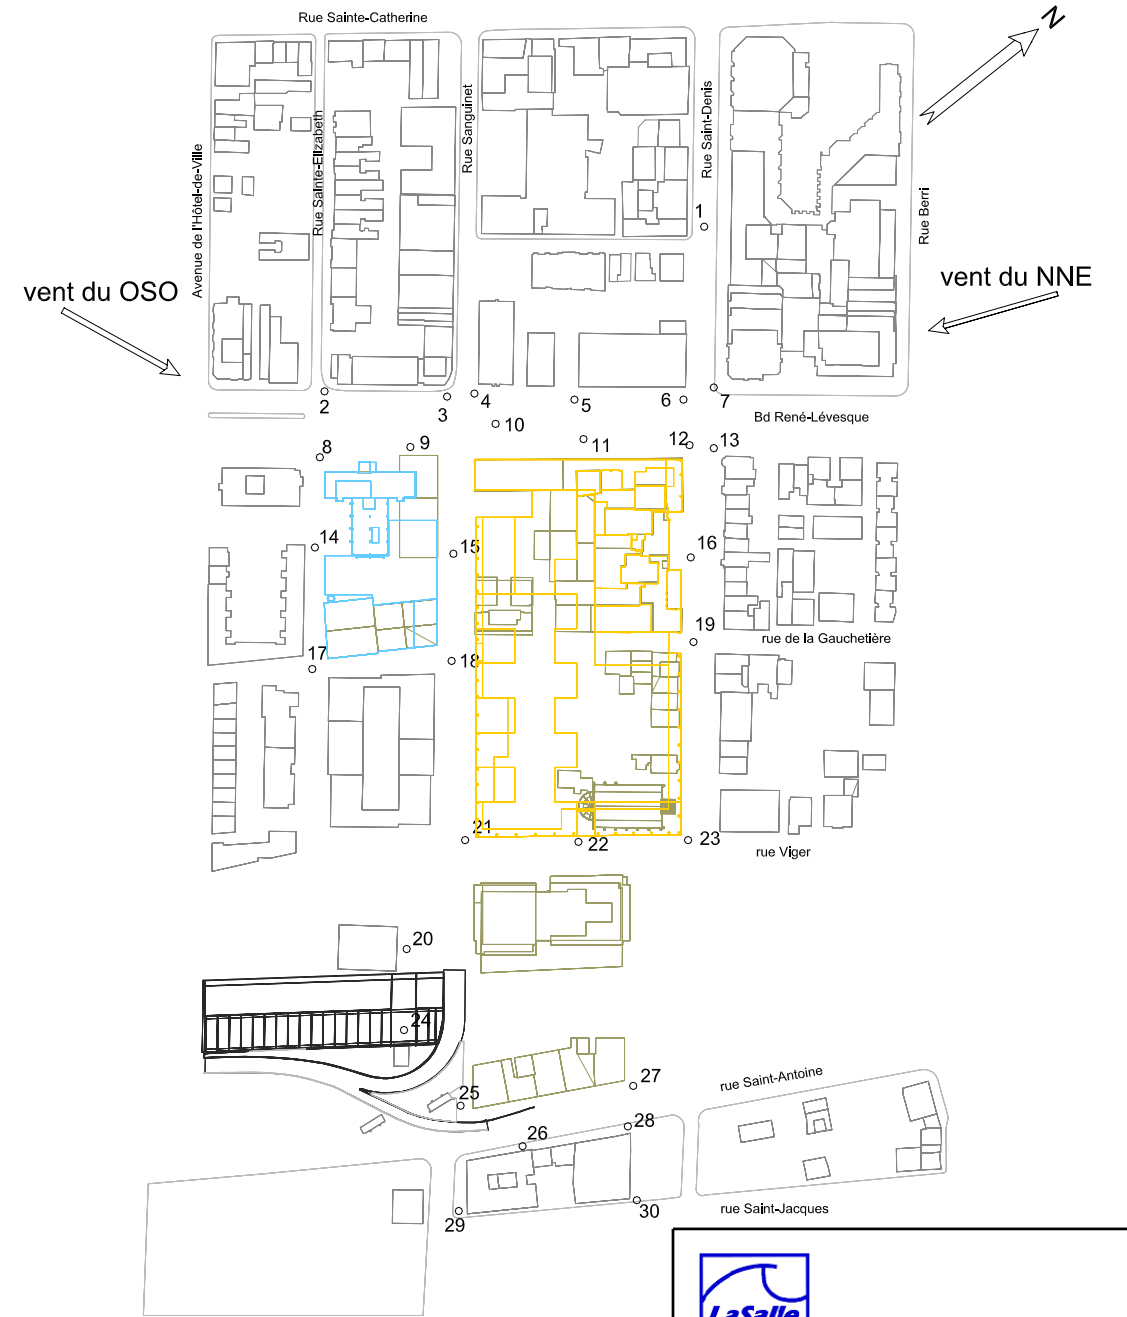 Rue Sainte-Catherine
N
Avenue de l'Hôtel-de-Ville
Rue Sainte-Elizabeth
Rue Sanguinet
Rue Saint-Denis
Rue Berri
1
vent du OSO
vent du NNE
2
3
4
5
6
7
Bd René-Lévesque
8
9
10
11
12
13
14
15
16
17
18
19
rue de la Gauchetière
21
22
23
rue Viger
20
24
25
26
27
28
rue Saint-Antoine
29
30
rue Saint-Jacques
LaSalle